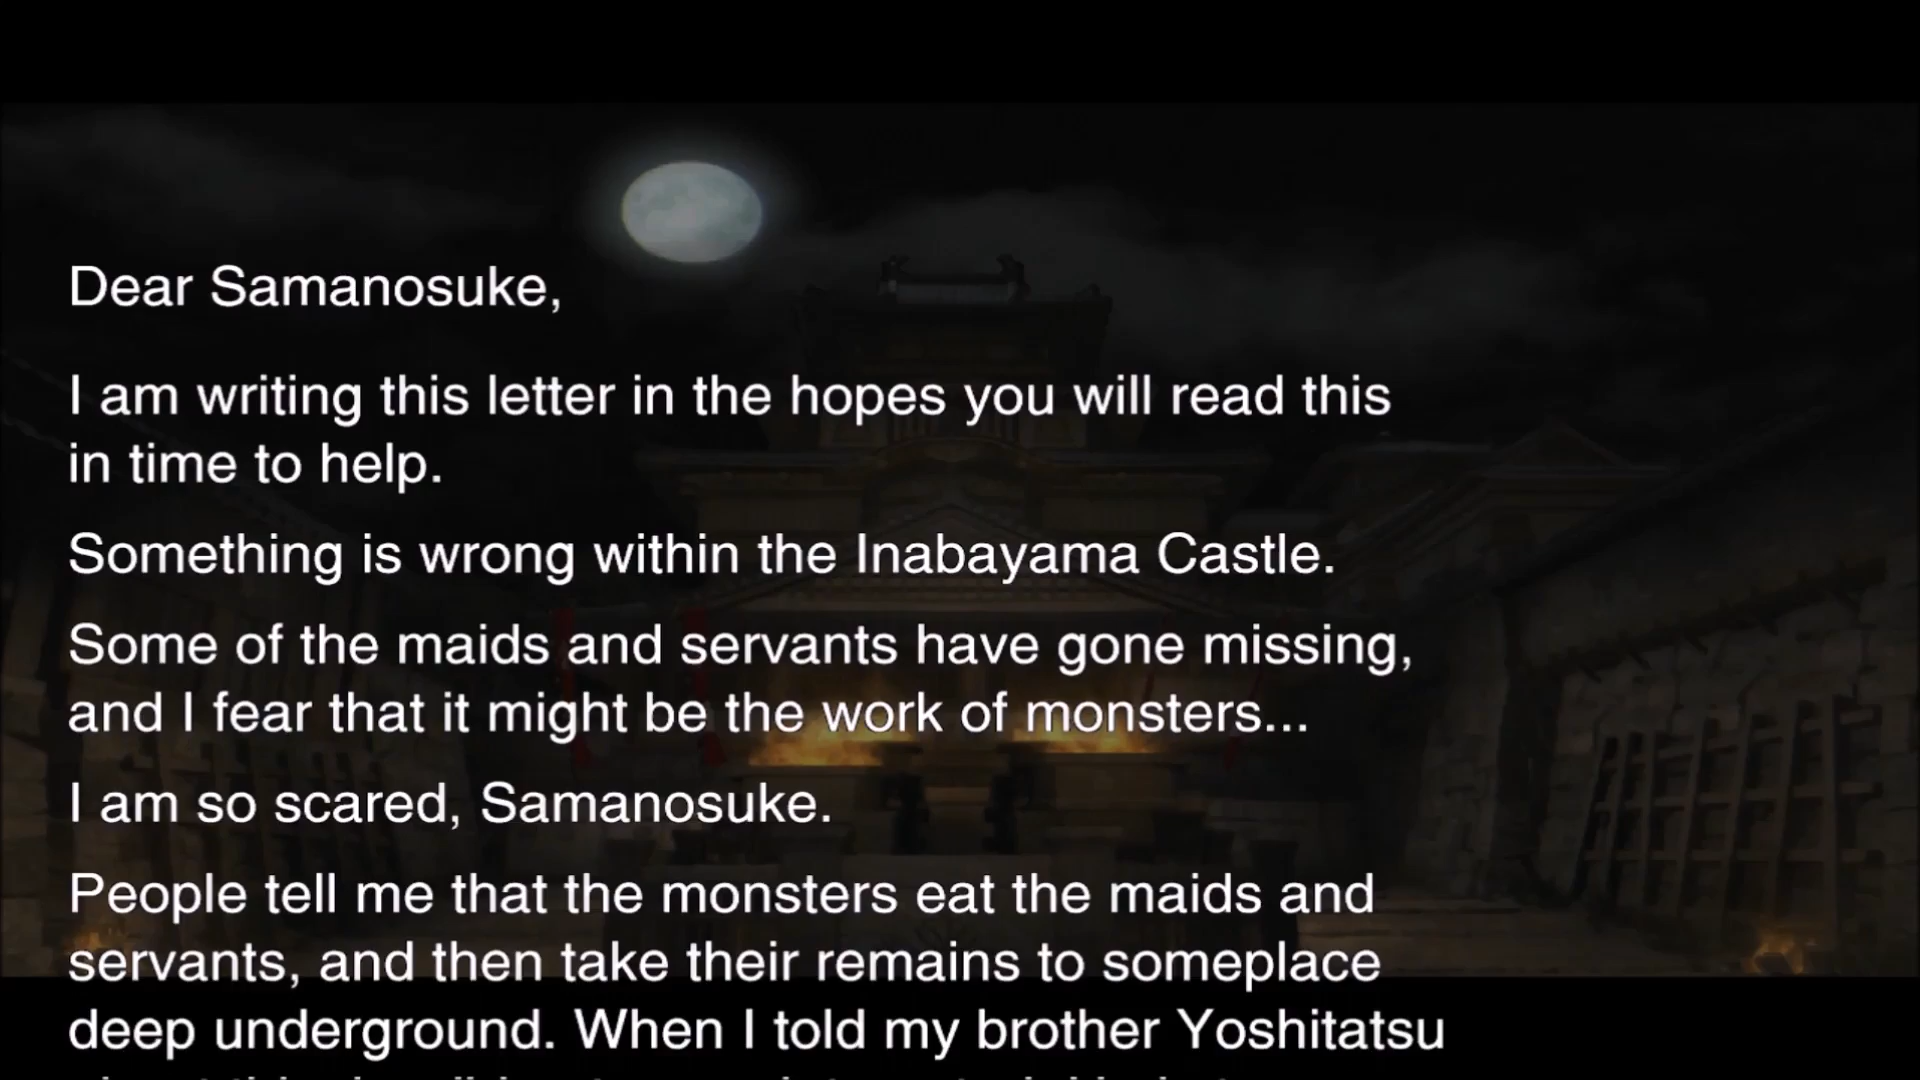 Dear Samanosuke,
I am writing this letter in the hopes you will read this
in time to help.
Something is wrong within the Inabayama Castle.
Some of the maids and servants have gone missing,
and I fear that it might be the work of monsters...
I am so scared, Samanosuke.
People tell me that the monsters eat the maids and
servants, and then take their remains to someplace
deep underground. When I told my brother Yoshitatsu